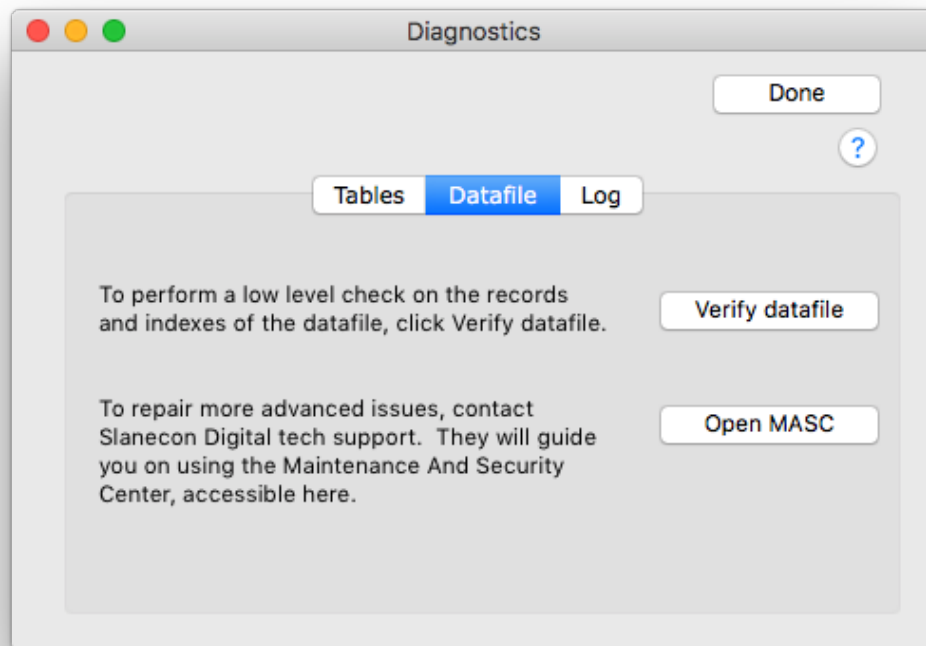 Diagnostics
Done
?
Tables Datafile Log
To perform a low level check on the records
and indexes of the datafile, click Verify datafile.
Verify datafile
To repair more advanced issues, contact
Slanecon Digital tech support.  They will guide
you on using the Maintenance And Security
Center, accessible here.
Open MASC